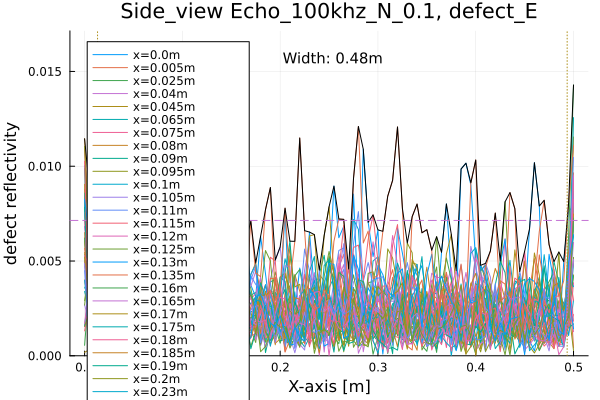 Side_view Echo_100khz_N_0.1, defect_E
Width: 0.48m
defect reflectivity
0.015
0.010
0.005
0.000
x=0.0m
x=0.005m
x=0.025m
x=0.04m
x=0.045m
x=0.065m
x=0.075m
x=0.08m
x=0.09m
x=0.095m
x=0.1m
x=0.105m
x=0.11m
x=0.115m
x=0.12m
x=0.125m
x=0.13m
x=0.135m
x=0.16m
x=0.165m
x=0.17m
x=0.175m
x=0.18m
x=0.185m
x=0.19m
x=0.2m
x=0.23m
0.2
0.3
0.4
0.5
X-axis [m]